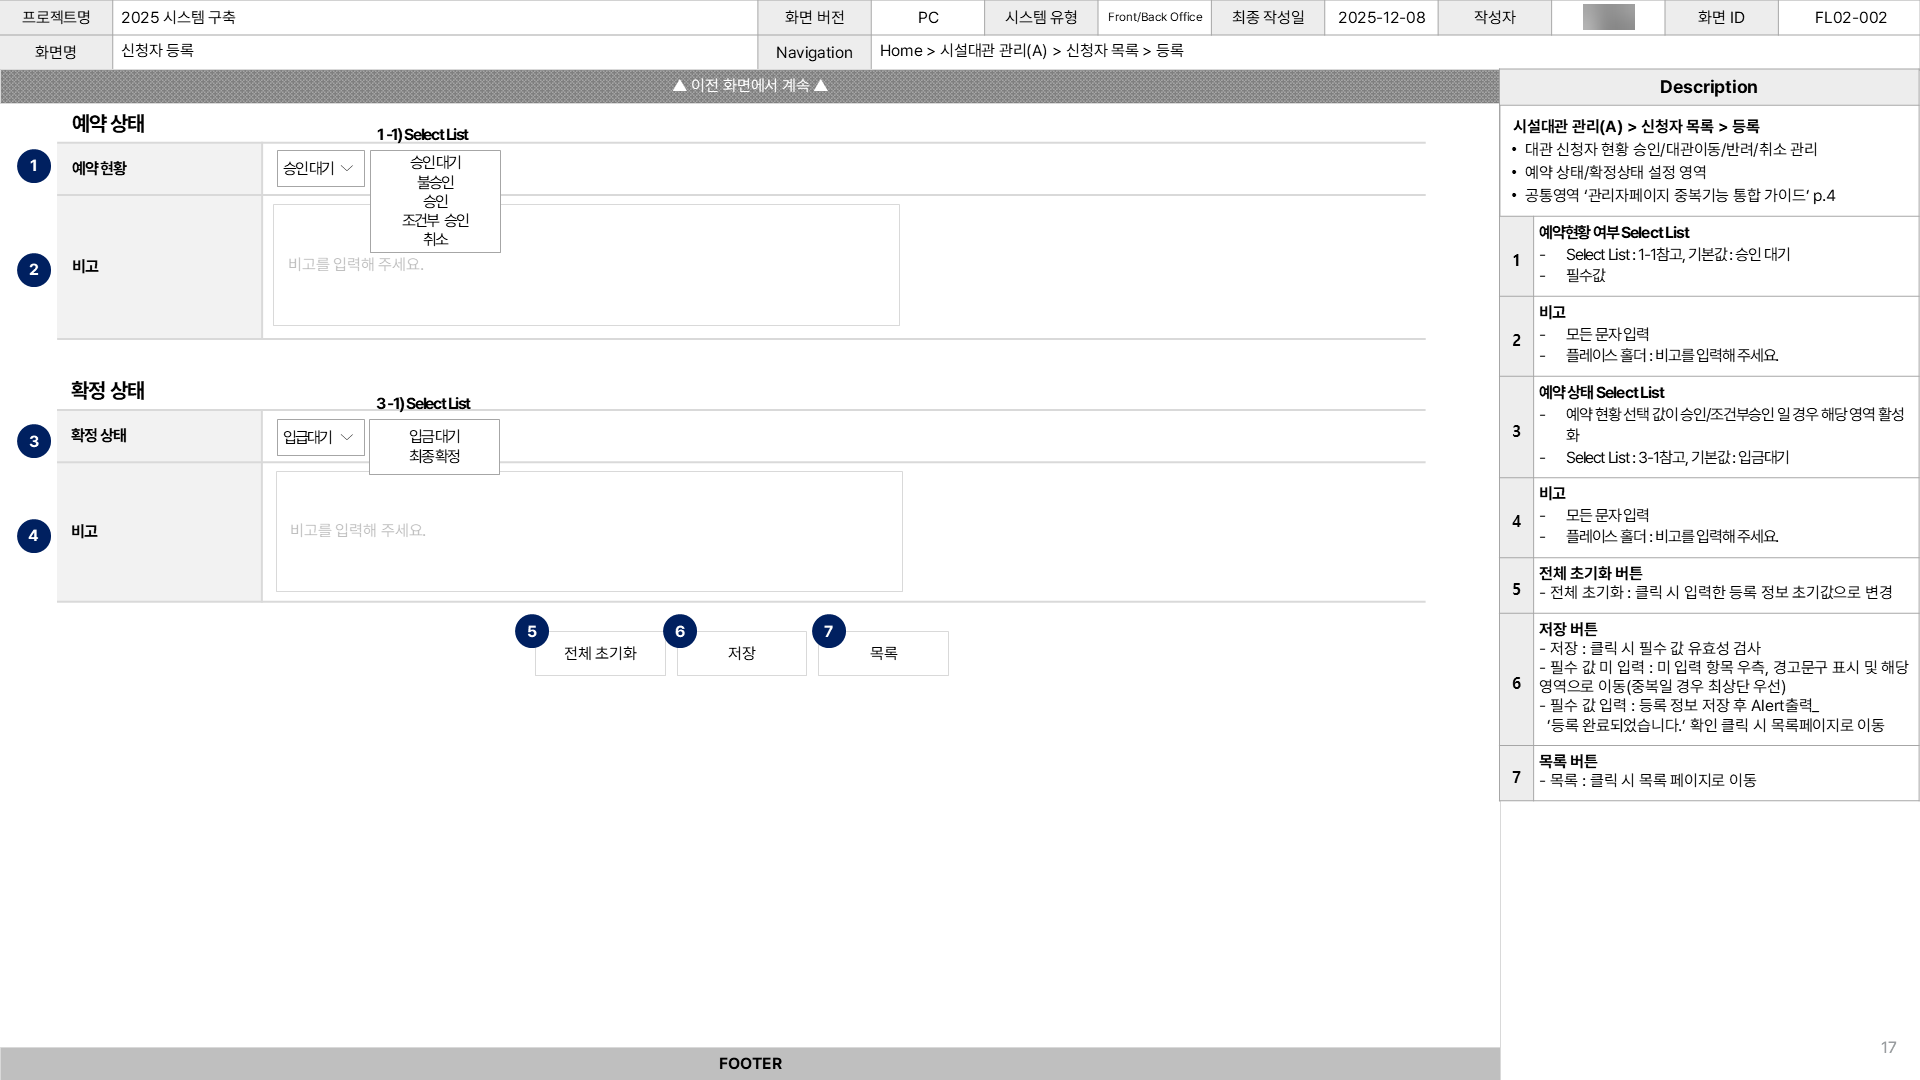 프로젝트명 2025 시스템 구축 화면 버전 PC 시스템 유형 Front/Back Office 최종 작성일 2025-12-08 작성자 화면 ID FL02-002
화면명 신청자 등록 Navigation Home > 시설대관 관리(A) > 신청자 목록 > 등록
▲ 이전 화면에서 계속 ▲
예약 상태
1-1) Select List
1
예약현황
승인대기
승인대기
불승인
승인
조건부 승인
취소
2
비고
비고를 입력해 주세요.
확정 상태
3-1) Select List
3
확정 상태
입급대기
입금대기
최종확정
4
비고
비고를 입력해 주세요.
5
전체 초기화
6
저장
7
목록
FOOTER
Description
시설대관 관리(A) > 신청자 목록 > 등록
• 대관 신청자 현황 승인/대관이동/반려/취소 관리
• 예약 상태/확정상태 설정 영역
• 공통영역 ‘관리자페이지 중복기능 통합 가이드’ p.4
1
예약현황 여부 Select List
- Select List : 1-1참고, 기본값 : 승인 대기
- 필수값
2
비고
- 모든 문자 입력
- 플레이스 홀더 : 비고를 입력해 주세요.
3
예약 상태 Select List
- 예약 현황 선택 값이 승인/조건부승인 일 경우 해당 영역 활성
화
- Select List : 3-1참고, 기본값 : 입금대기
4
비고
- 모든 문자 입력
- 플레이스 홀더 : 비고를 입력해 주세요.
5
전체 초기화 버튼
- 전체 초기화 : 클릭 시 입력한 등록 정보 초기값으로 변경
6
저장 버튼
- 저장 : 클릭 시 필수 값 유효성 검사
- 필수 값 미 입력 : 미 입력 항목 우측, 경고문구 표시 및 해당
영역으로 이동(중복일 경우 최상단 우선)
- 필수 값 입력 : 등록 정보 저장 후 Alert출력_
‘등록 완료되었습니다.’ 확인 클릭 시 목록페이지로 이동
7
목록 버튼
- 목록 : 클릭 시 목록 페이지로 이동
17